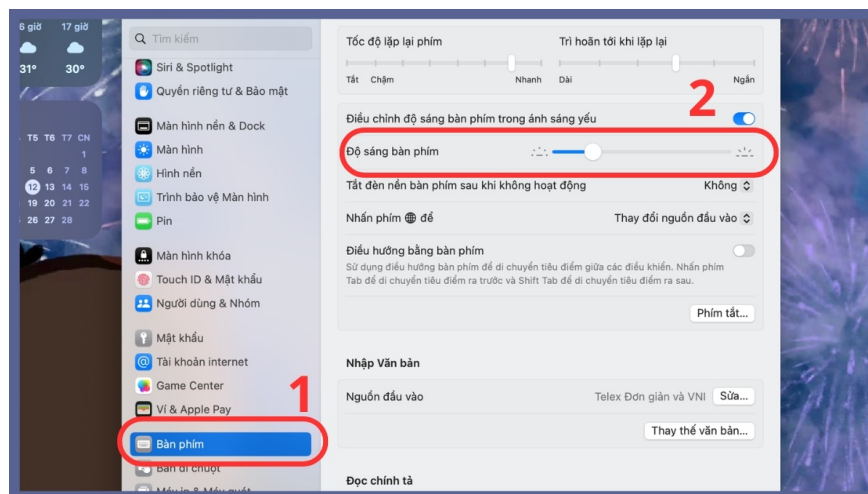 6 giờ 17 giờ
31° 30°
T5 T6 T7 CN
1
5 6 7 8
12 13 14 15
19 20 21 22
26 27 28
Tìm kiếm
Siri & Spotlight
Quyền riêng tư & Bảo mật
Màn hình nền & Dock
Màn hình
Hình nền
Trình bảo vệ Màn hình
Pin
Màn hình khóa
Touch ID & Mật khẩu
Người dùng & Nhóm
Mật khẩu
Tài khoản internet
Game Center
Ví & Apple Pay
1
Bàn phím
Bàn di chuột
Máy in & Máy quét
Tốc độ lặp lại phím Trì hoãn tới khi lặp lại
Tắt Chậm Nhanh Dài Ngắn
2
Điều chỉnh độ sáng bàn phím trong ánh sáng yếu
Độ sáng bàn phím
Tắt đèn nền bàn phím sau khi không hoạt động Không
Nhấn phím 🌐 để Thay đổi nguồn đầu vào
Điều hướng bằng bàn phím
Sử dụng điều hướng bàn phím để di chuyển tiêu điểm giữa các điều khiển. Nhấn phím
Tab để di chuyển tiêu điểm ra trước và Shift Tab để di chuyển tiêu điểm ra sau.
Phím tắt...
Nhập Văn bản
Nguồn đầu vào Telex Đơn giản và VNI Sửa...
Thay thế văn bản...
Đọc chính tả